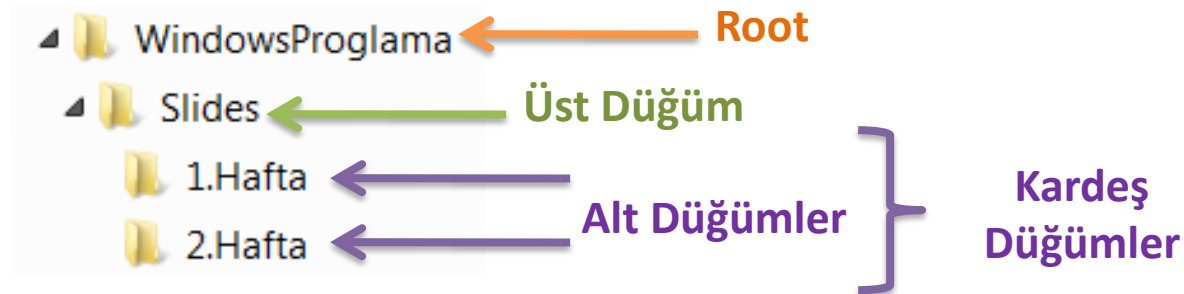 WindowsProglama
Root
Slides
Üst Düğüm
1.Hafta
Alt Düğümler
2.Hafta
Kardeş
Düğümler